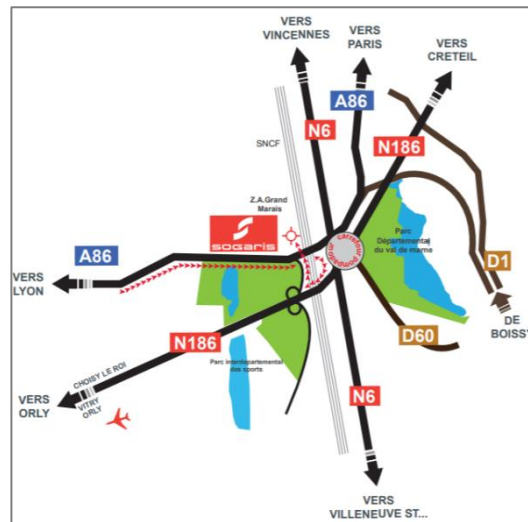 VERS
VINCENNES
VERS
PARIS
VERS
CRETEIL
A86
N6
N186
SNCF
Z.A.Grand
Marais
sogaris
carrefour pompadour
Parc
Départemental
du val de marne
A86
VERS
LYON
D1
DE
BOISSY
N186
D60
CHOISY LE ROI
VITRY
ORLY
Parc interdepartemental
des sports
VERS
ORLY
N6
VERS
VILLENEUVE ST...